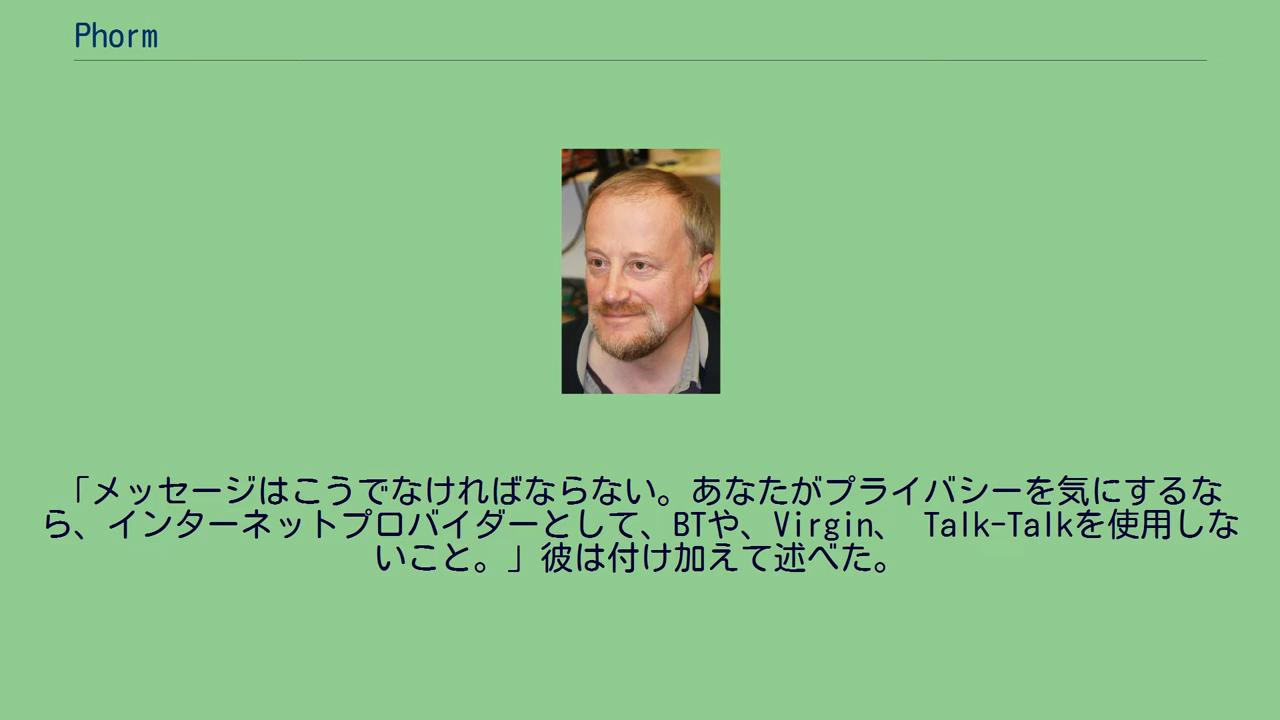 Phorm
「メッセージはこうでなければならない。あなたがプライバシーを気にするな
ら、インターネットプロバイダーとして、BTや、Virgin、 Talk-Talkを使用しな
いこと。」彼は付け加えて述べた。